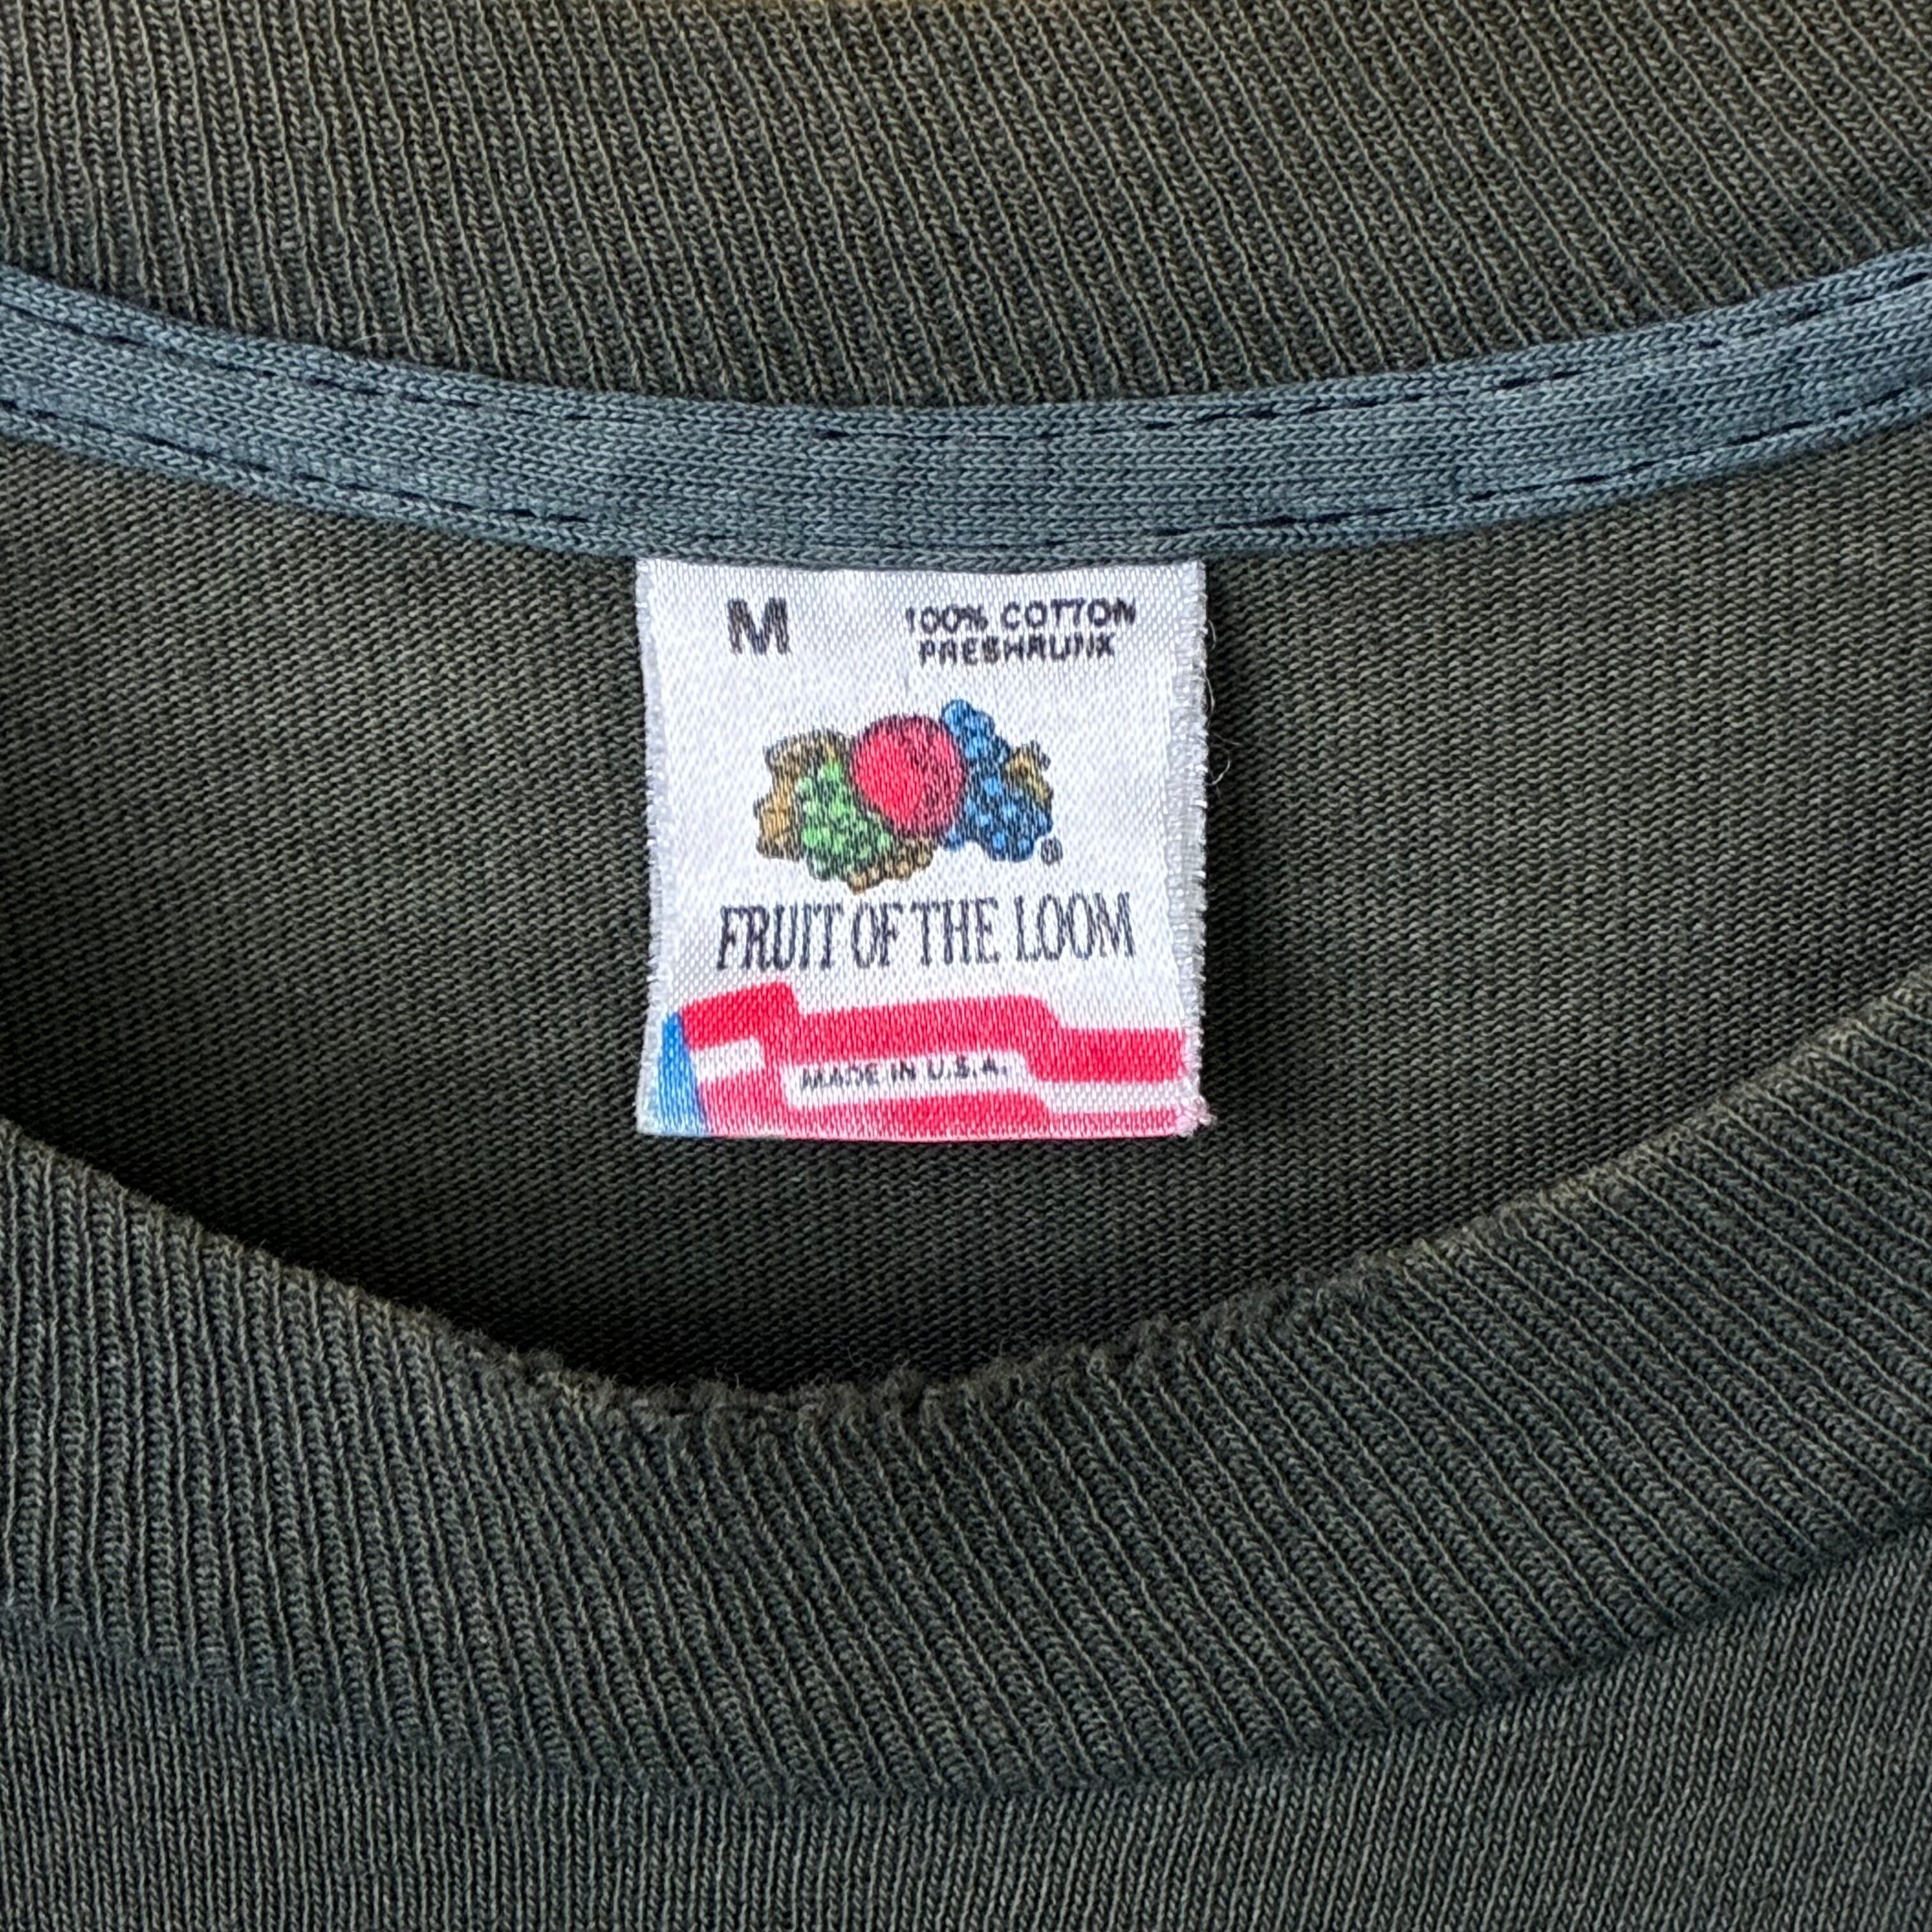 M
100% COTTON
PRESHRUNK
®
FRUIT OF THE LOOM
MADE IN U.S.A.